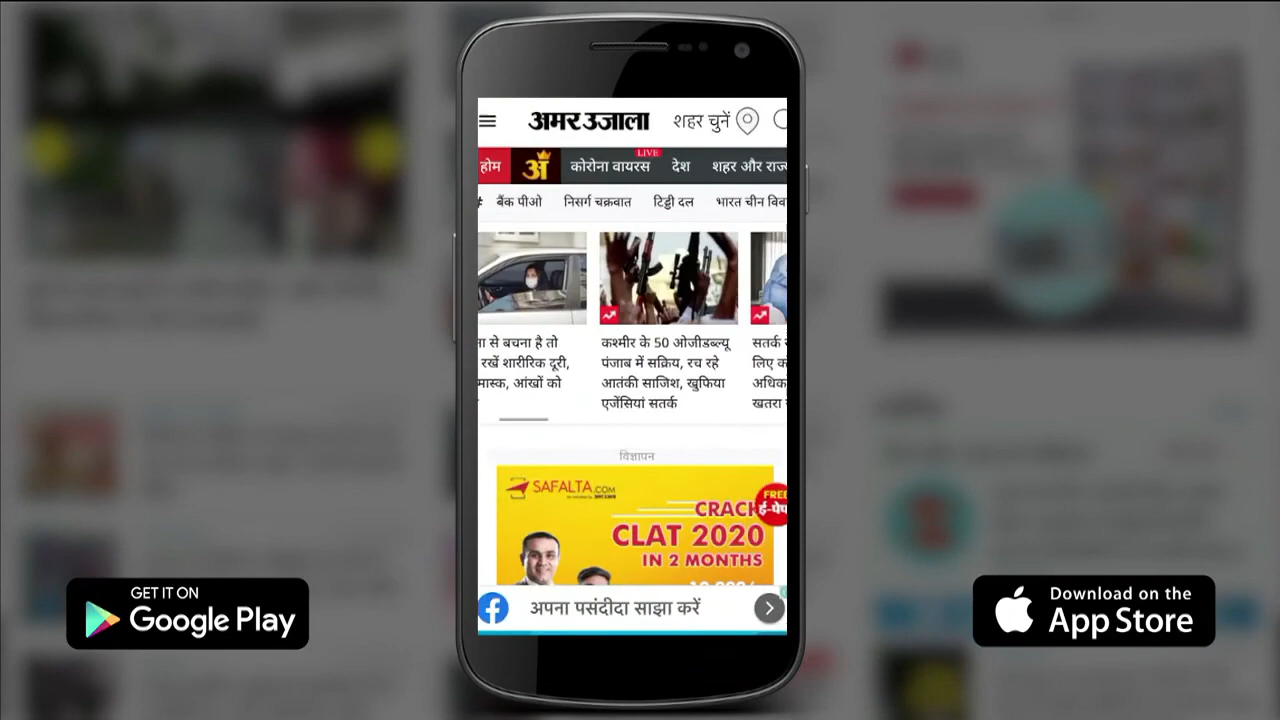 अमर उजाला
शहर चुनें
होम
अ
कोरोना वायरस
LIVE
देश
शहर और राज्
#
बैंक पीओ
निसर्ग चक्रवात
टिड्डी दल
भारत चीन विवा
ना से बचना है तो
रखें शारीरिक दूरी,
मास्क, आंखों को
कश्मीर के 50 ओजीडब्ल्यू
पंजाब में सक्रिय, रच रहे
आतंकी साजिश, खुफिया
एजेंसियां सतर्क
सतर्क
लिए
अधिक
खतरा
विज्ञापन
SAFALTA.COM
CRACK
CLAT 2020
IN 2 MONTHS
FREE
ई-पेप
अपना पसंदीदा साझा करें
GET IT ON
Google Play
Download on the
App Store